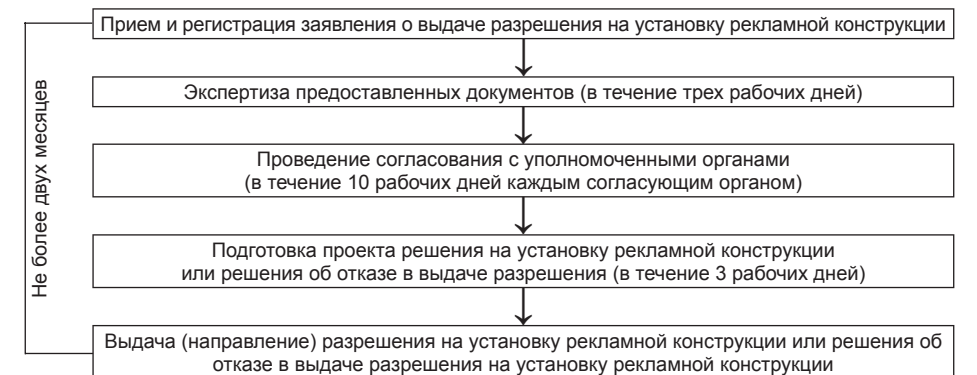 Прием и регистрация заявления о выдаче разрешения на установку рекламной конструкции
Не более двух месяцев
Экспертиза предоставленных документов (в течение трех рабочих дней)
Проведение согласования с уполномоченными органами
(в течение 10 рабочих дней каждым согласующим органом)
Подготовка проекта решения на установку рекламной конструкции
или решения об отказе в выдаче разрешения (в течение 3 рабочих дней)
Выдача (направление) разрешения на установку рекламной конструкции или решения об
отказе в выдаче разрешения на установку рекламной конструкции